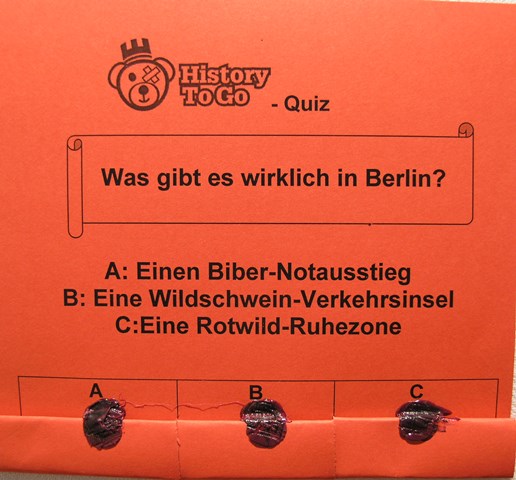 History
To Go - Quiz
Was gibt es wirklich in Berlin?
A: Einen Biber-Notausstieg
B: Eine Wildschwein-Verkehrsinsel
C:Eine Rotwild-Ruhezone
A B C